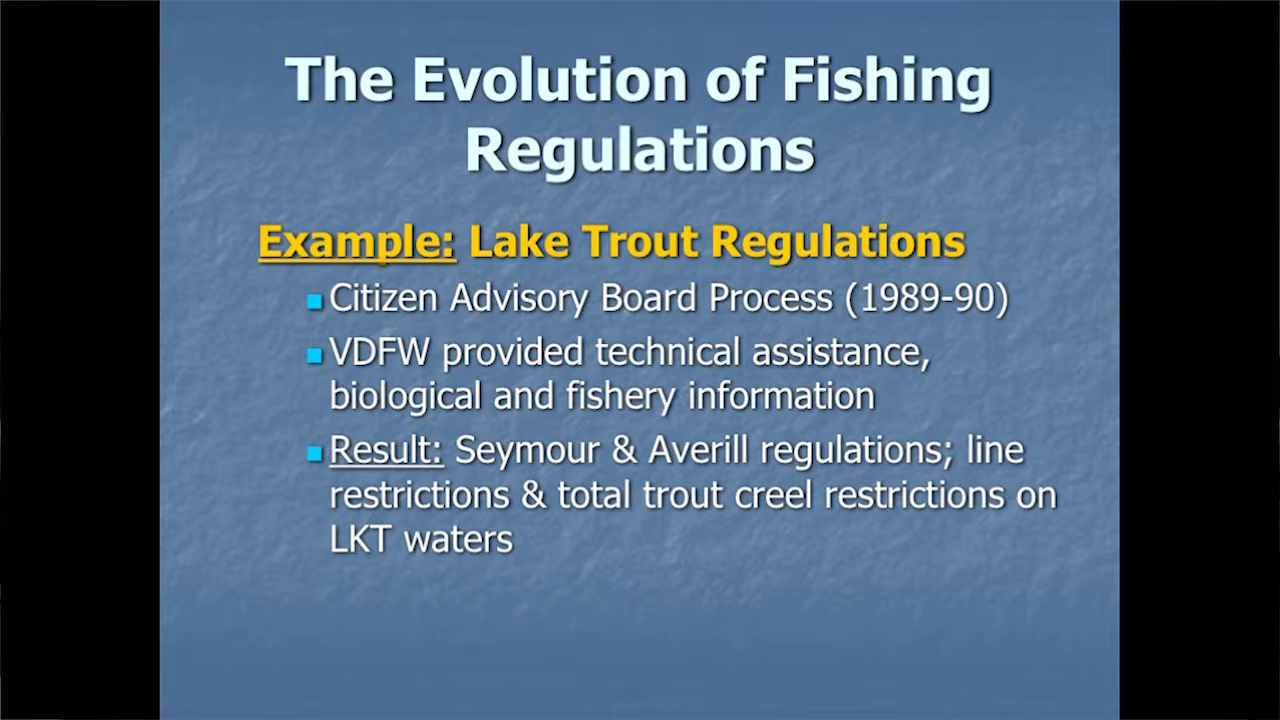 The Evolution of Fishing
Regulations
Example: Lake Trout Regulations
Citizen Advisory Board Process (1989-90)
VDFW provided technical assistance,
biological and fishery information
Result: Seymour & Averill regulations; line
restrictions & total trout creel restrictions on
LKT waters